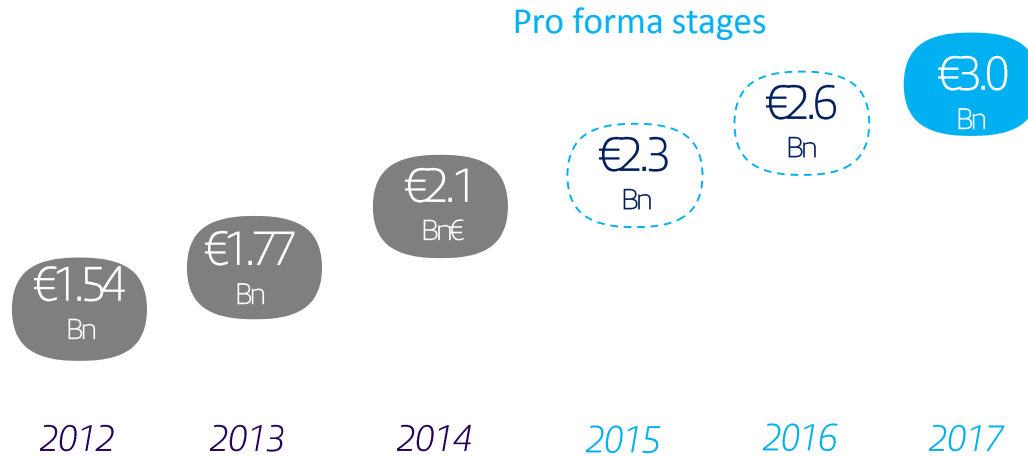 Pro forma stages
€1.54
Bn
€1.77
Bn
€2.1
Bn€
€2.3
Bn
€2.6
Bn
€3.0
Bn
2012 2013 2014 2015 2016 2017